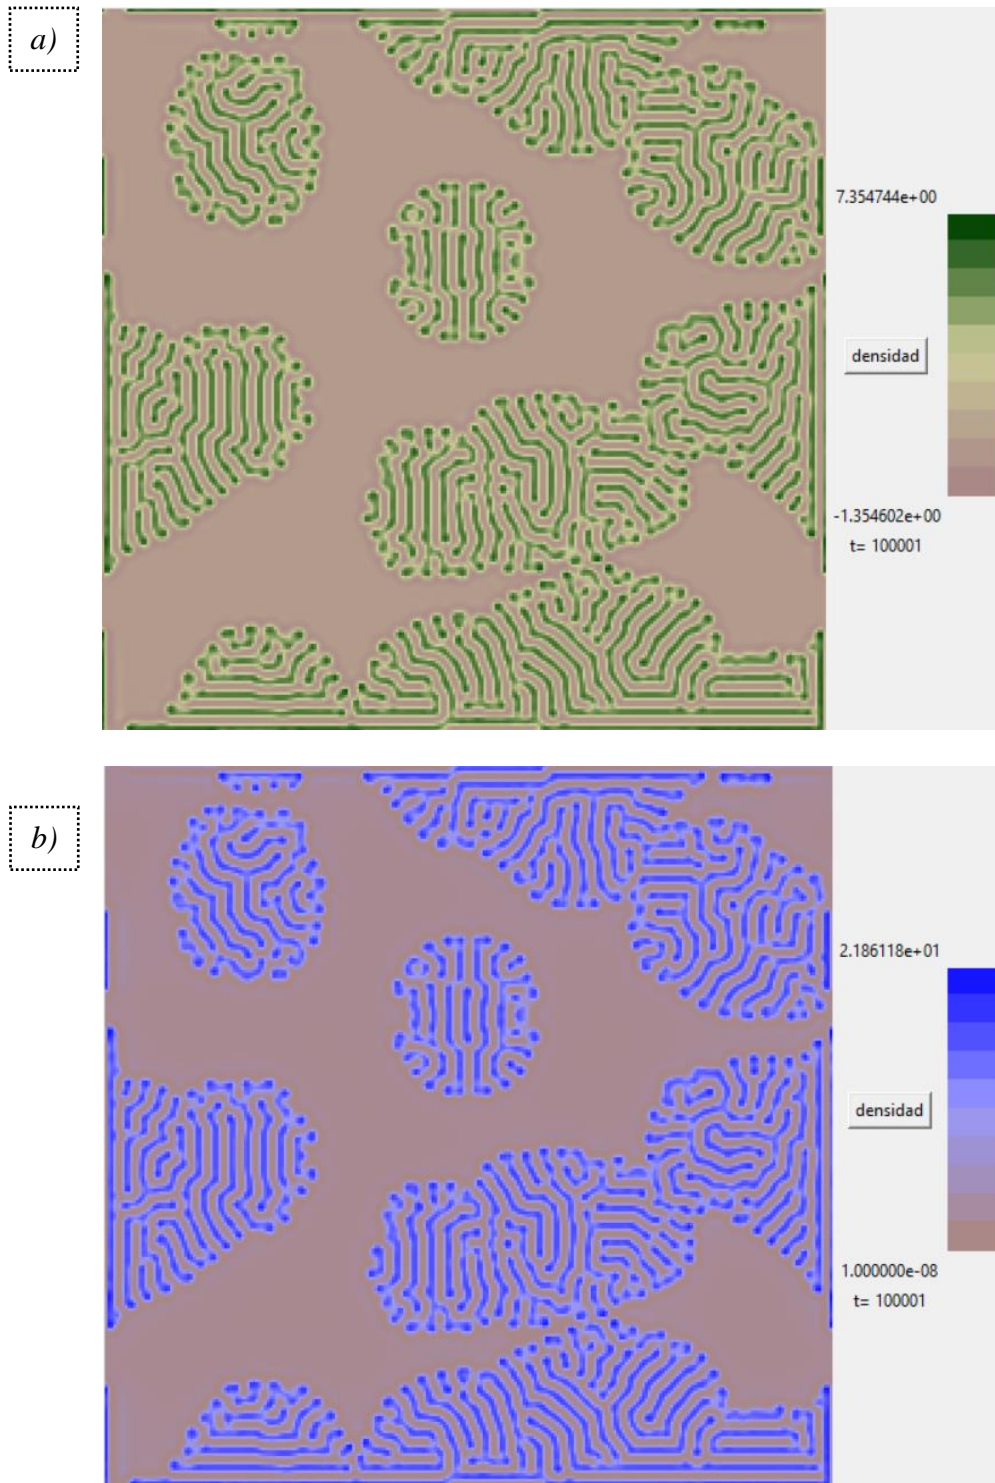 a)
7.354744e+00
densidad
-1.354602e+00
t= 100001
b)
2.186118e+01
densidad
1.000000e-08
t= 100001